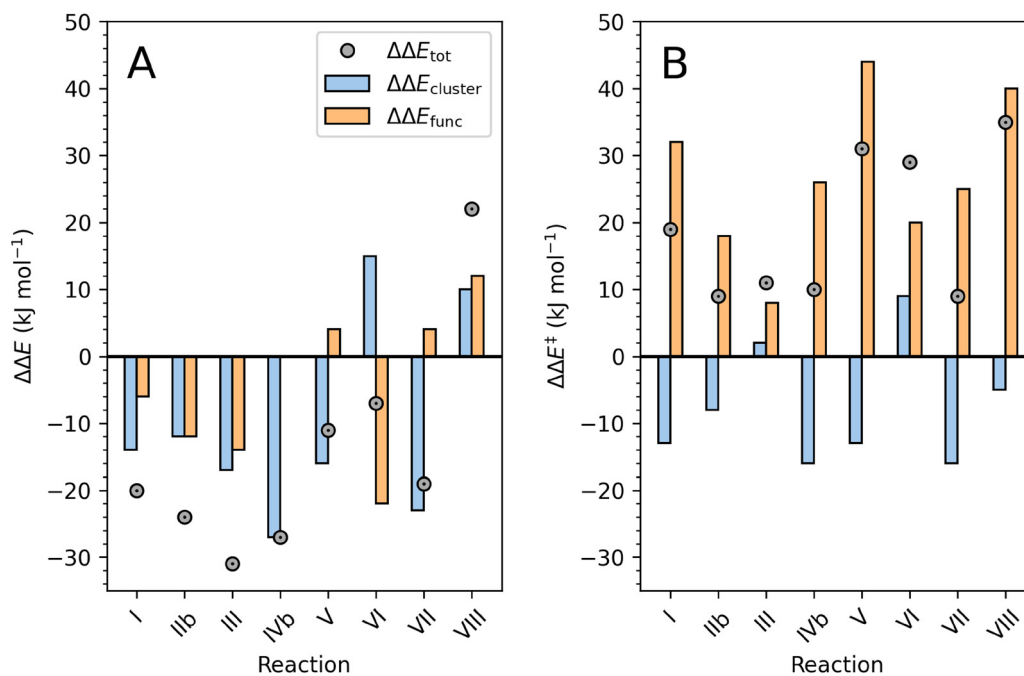 A
ΔΔE_tot
ΔΔE_cluster
ΔΔE_func
50
40
30
20
10
0
−10
−20
−30
ΔΔE (kJ mol⁻¹)
I
IIb
III
IVb
V
VI
VII
VIII
Reaction
B
50
40
30
20
10
0
−10
−20
−30
ΔΔE‡ (kJ mol⁻¹)
I
IIb
III
IVb
V
VI
VII
VIII
Reaction